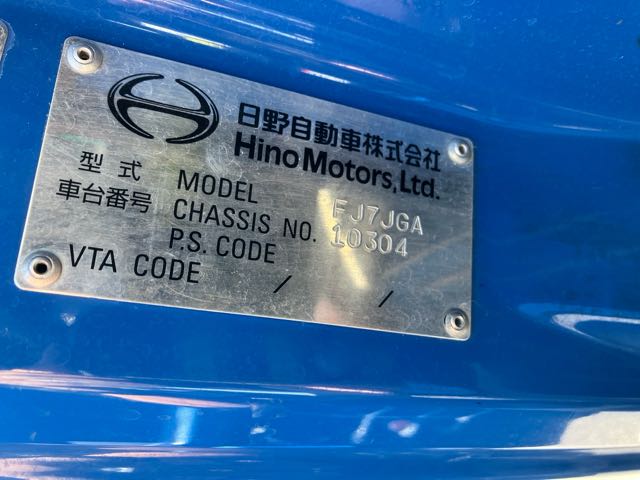 日野自動車株式会社
Hino Motors, Ltd.
型式 MODEL FJ7JGA
車台番号 CHASSIS NO. 10304
P.S. CODE
VTA CODE / /